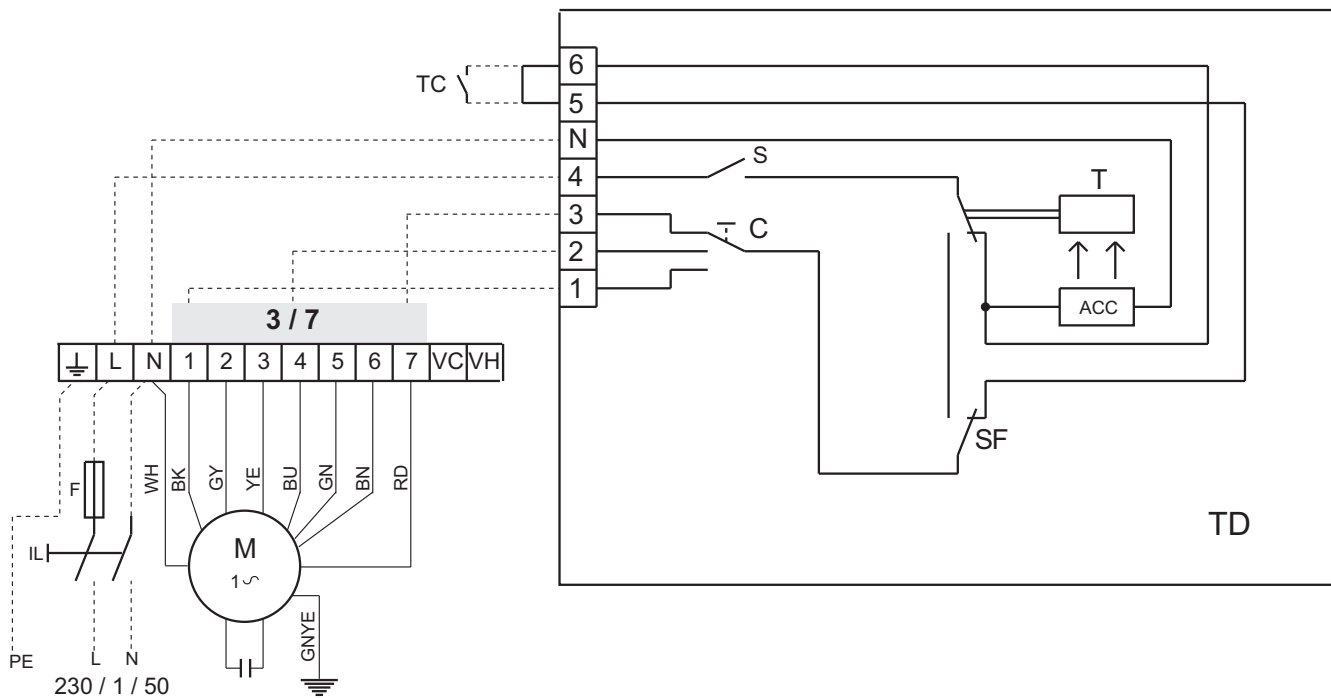 6
TC
5
N
S
4
T
3
C
2
1
ACC
3 / 7
L N 1 2 3 4 5 6 7 VC VH
SF
WH BK GY YE BU GN BN RD
F
TD
M
IL
1
GNYE
PE L N
230 / 1 / 50